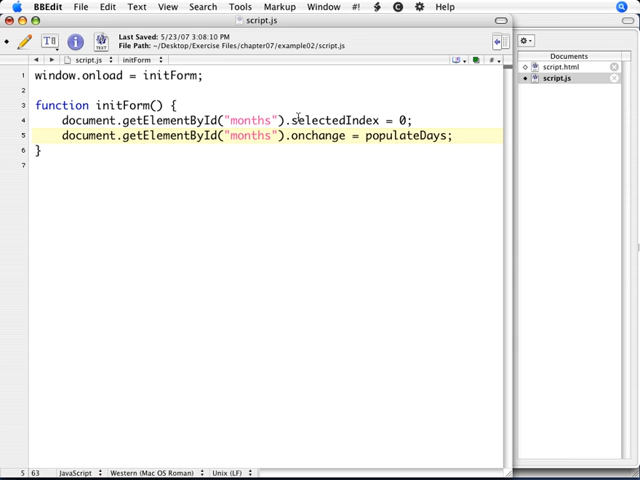 BBEdit File Edit Text View Search Tools Markup Window #! Help
script.js
Last Saved: 5/23/07 3:08:10 PM
File Path: ~/Desktop/Exercise Files/chapter07/example02/script.js
script.js initForm
Documents
script.html
script.js
1 window.onload = initForm;
2
3 function initForm() {
4 document.getElementById("months").selectedIndex = 0;
5 document.getElementById("months").onchange = populateDays;
6 }
7
5 63 JavaScript Western (Mac OS Roman) Unix (LF)